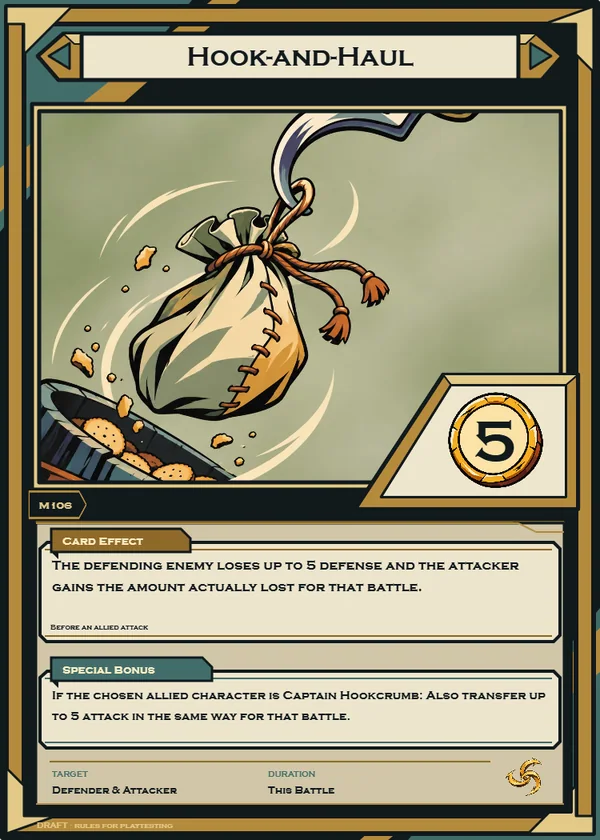 Hook-and-Haul
5
M106
Card Effect
The defending enemy loses up to 5 defense and the attacker
gains the amount actually lost for that battle.
Before an allied attack
Special Bonus
If the chosen allied character is Captain Hookcrumb: Also transfer up
to 5 attack in the same way for that battle.
Target
Duration
Defender & Attacker
This Battle
DRAFT · Rules for playtesting